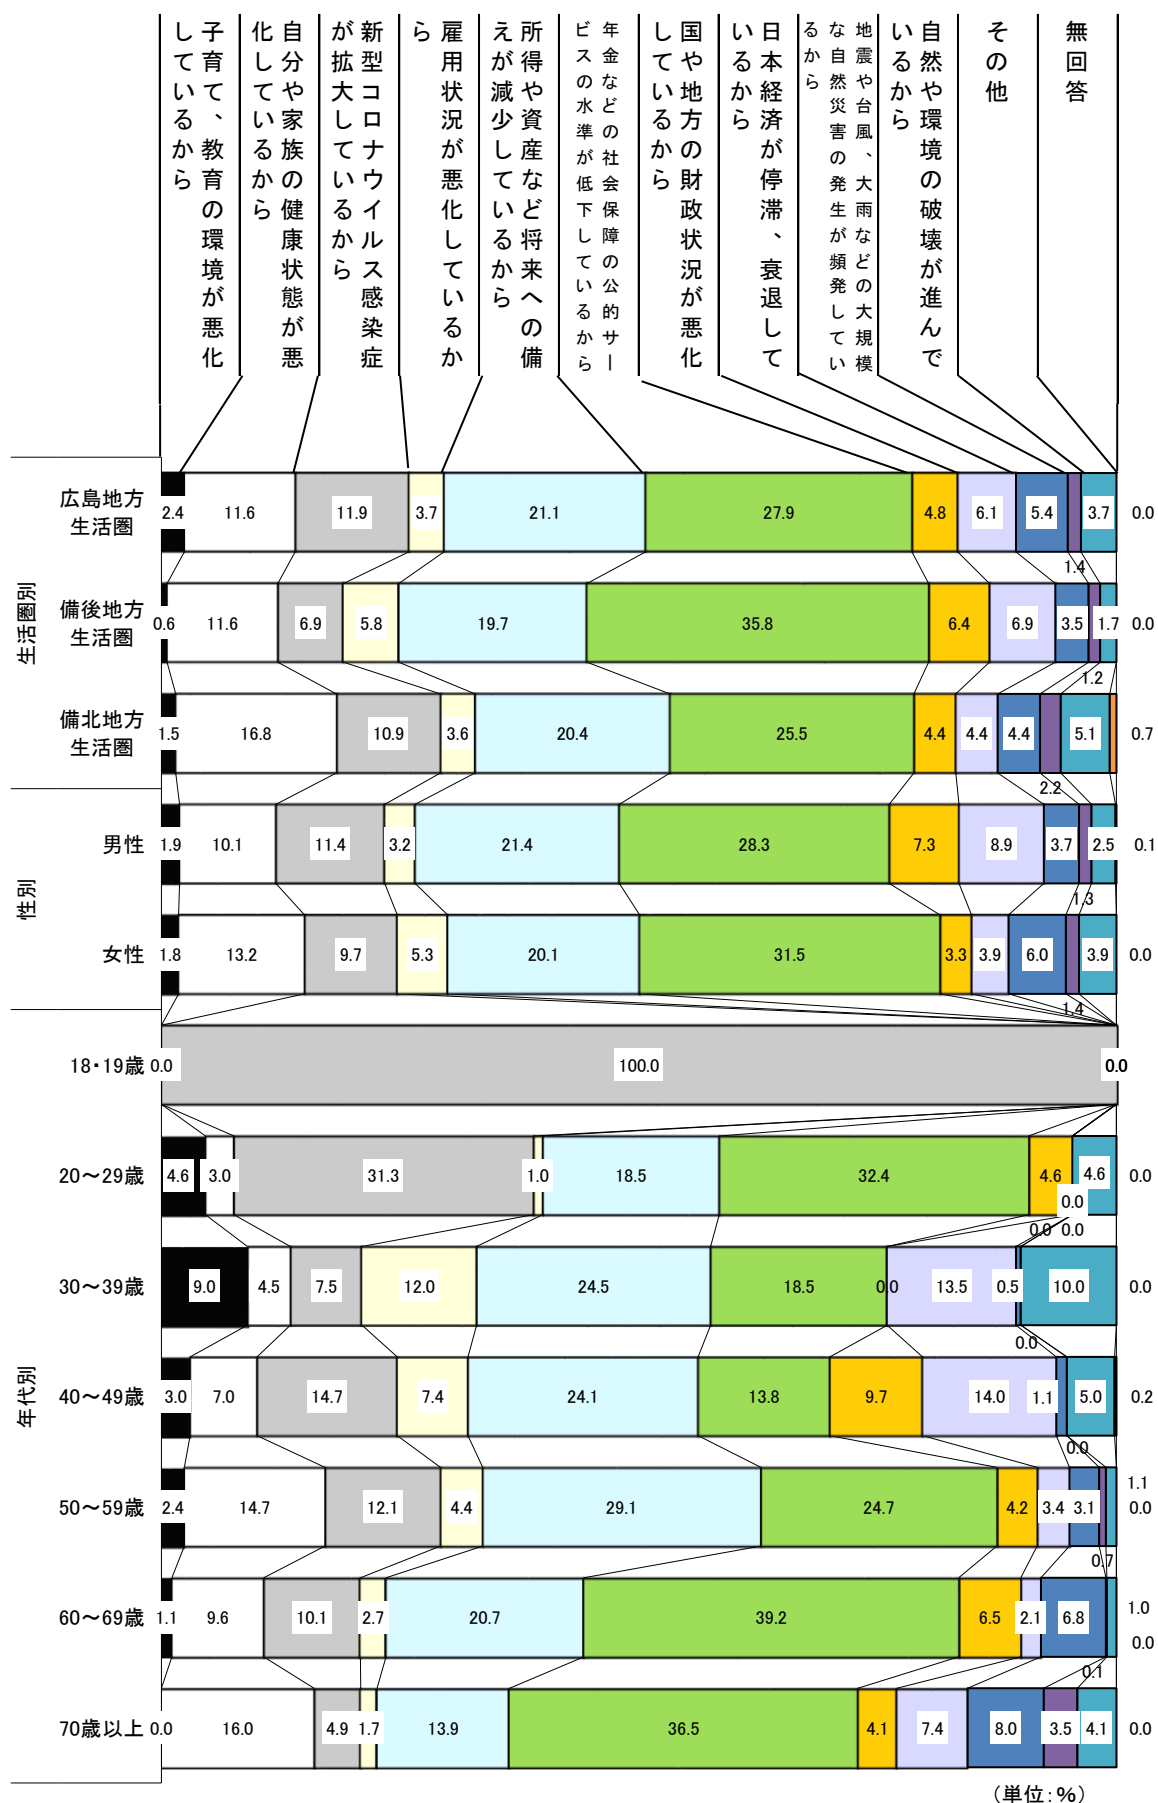 子育て、教育の環境が悪化
しているから
自分や家族の健康状態が悪
化しているから
新型コロナウイルス感染症
が拡大しているから
雇用状況が悪化しているか
ら
所得や資産など将来への備
えが減少しているから
年金などの社会保障の公的サー
ビスの水準が低下しているから
国や地方の財政状況が悪化
しているから
日本経済が停滞、衰退して
いるから
地震や台風、大雨などの大規模
な自然災害の発生が頻発してい
るから
自然や環境の破壊が進んで
いるから
その他
無回答
生活圏別
広島地方
生活圏
2.4 11.6 11.9 3.7 21.1 27.9 4.8 6.1 5.4 3.7 0.0
1.4
備後地方
生活圏
0.6 11.6 6.9 5.8 19.7 35.8 6.4 6.9 3.5 1.7 0.0
1.2
備北地方
生活圏
1.5 16.8 10.9 3.6 20.4 25.5 4.4 4.4 4.4 5.1 0.7
2.2
性別
男性 1.9 10.1 11.4 3.2 21.4 28.3 7.3 8.9 3.7 2.5 0.1
1.3
女性 1.8 13.2 9.7 5.3 20.1 31.5 3.3 3.9 6.0 3.9 0.0
1.4
年代別
18・19歳 0.0 100.0 0.0
20～29歳 4.6 3.0 31.3 1.0 18.5 32.4 4.6 4.6 0.0
0.0
0.0 0.0
30～39歳 9.0 4.5 7.5 12.0 24.5 18.5 0.0 13.5 0.5 10.0 0.0
0.0
40～49歳 3.0 7.0 14.7 7.4 24.1 13.8 9.7 14.0 1.1 5.0 0.2
0.0
1.1
50～59歳 2.4 14.7 12.1 4.4 29.1 24.7 4.2 3.4 3.1 0.0
0.7
1.0
60～69歳 1.1 9.6 10.1 2.7 20.7 39.2 6.5 2.1 6.8
0.0
0.1
70歳以上 0.0 16.0 4.9 1.7 13.9 36.5 4.1 7.4 8.0 3.5 4.1 0.0
（単位：%）